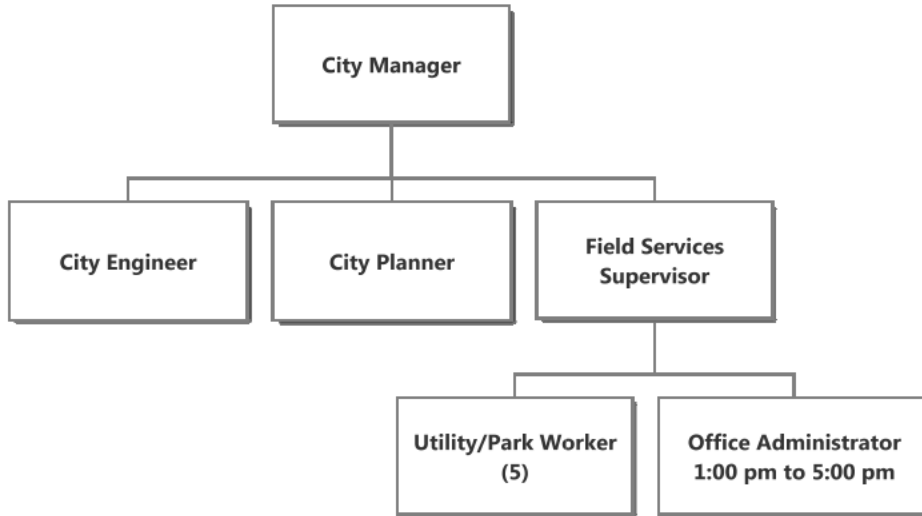 City Manager
City Engineer
City Planner
Field Services
Supervisor
Utility/Park Worker
(5)
Office Administrator
1:00 pm to 5:00 pm